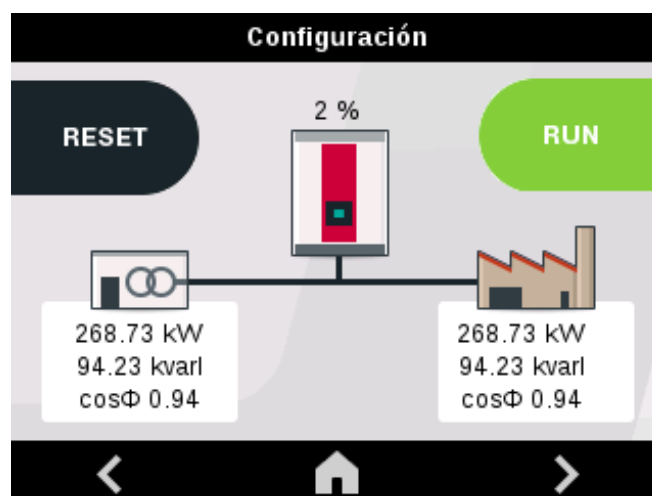 Configuración
RESET
2 %
RUN
268.73 kW
94.23 kvarl
cosΦ 0.94
268.73 kW
94.23 kvarl
cosΦ 0.94